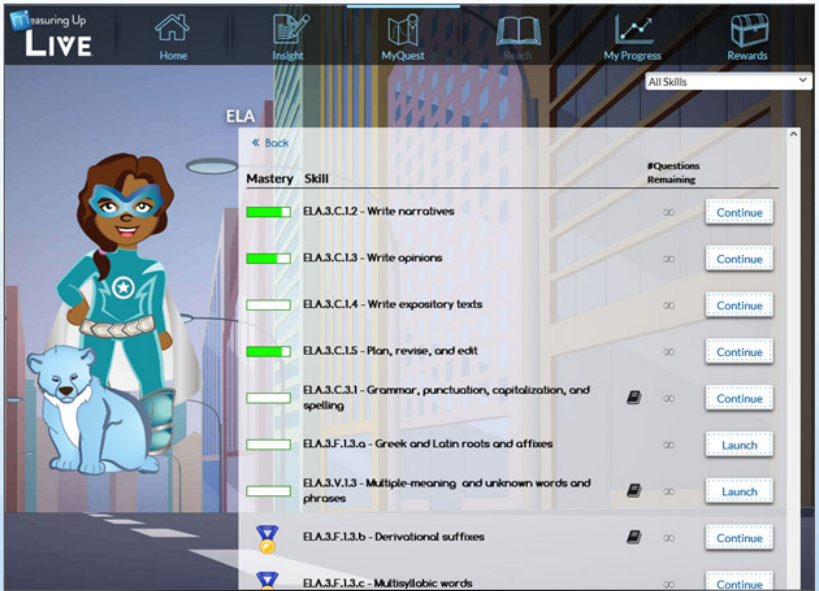 Measuring Up
LIVE
Home
Insight
MyQuest
Reach
My Progress
Rewards
All Skills
ELA
« Back
Mastery Skill #Questions
Remaining
ELA.3.C.1.2 - Write narratives ∞ Continue
ELA.3.C.1.3 - Write opinions ∞ Continue
ELA.3.C.1.4 - Write expository texts ∞ Continue
ELA.3.C.1.5 - Plan, revise, and edit ∞ Continue
ELA.3.C.3.1 - Grammar, punctuation, capitalization, and
spelling ∞ Continue
ELA.3.F.1.3.a - Greek and Latin roots and affixes ∞ Launch
ELA.3.V.1.3 - Multiple-meaning and unknown words and
phrases ∞ Launch
ELA.3.F.1.3.b - Derivational suffixes ∞ Continue
ELA.3.F.1.3.c - Multisyllabic words ∞ Continue